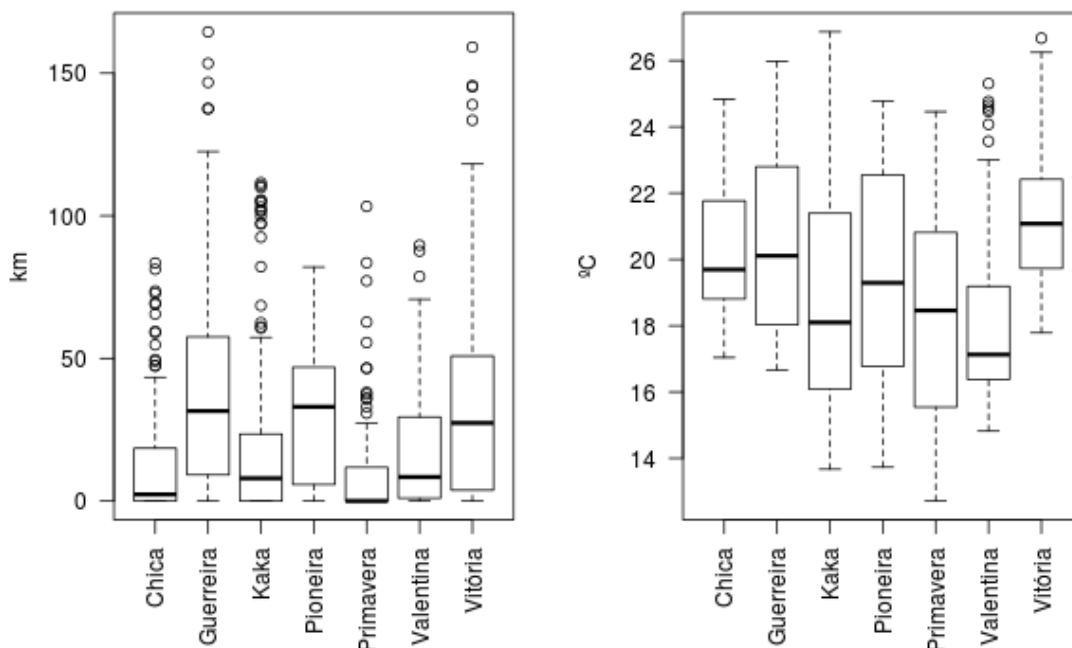 km
150
100
50
0
Chica
Guerreira
Kaka
Pioneira
Primavera
Valentina
Vitória
ºC
26
24
22
20
18
16
14
Chica
Guerreira
Kaka
Pioneira
Primavera
Valentina
Vitória